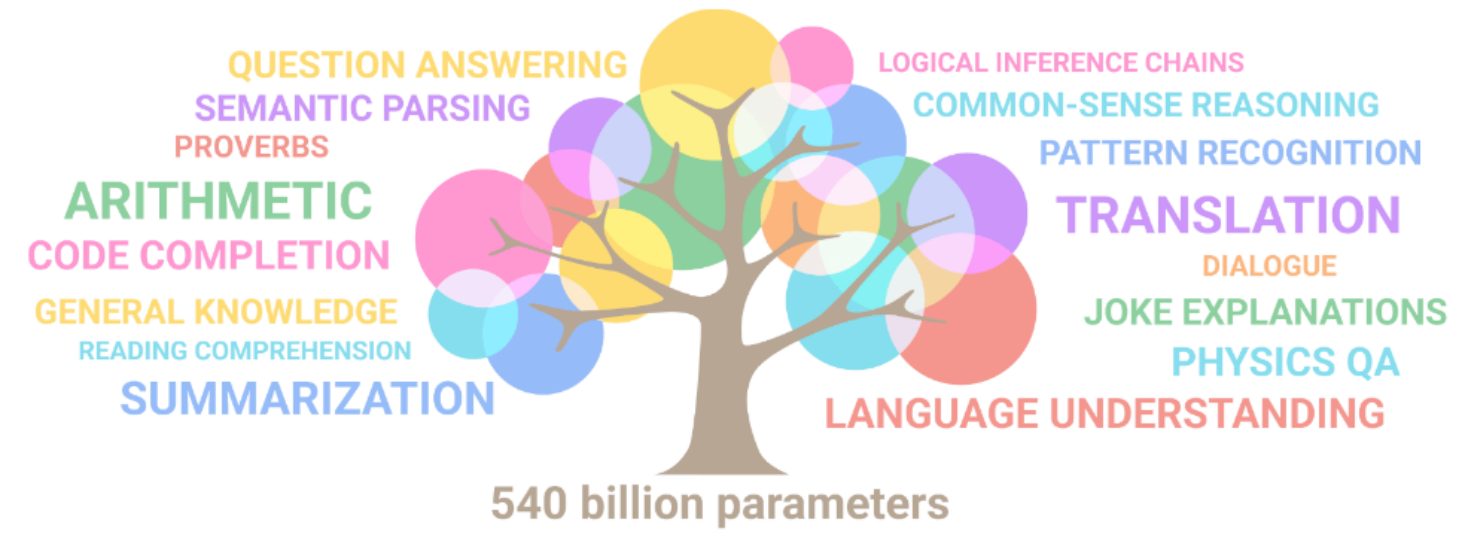 QUESTION ANSWERING
SEMANTIC PARSING
PROVERBS
ARITHMETIC
CODE COMPLETION
GENERAL KNOWLEDGE
READING COMPREHENSION
SUMMARIZATION
LOGICAL INFERENCE CHAINS
COMMON-SENSE REASONING
PATTERN RECOGNITION
TRANSLATION
DIALOGUE
JOKE EXPLANATIONS
PHYSICS QA
LANGUAGE UNDERSTANDING
540 billion parameters